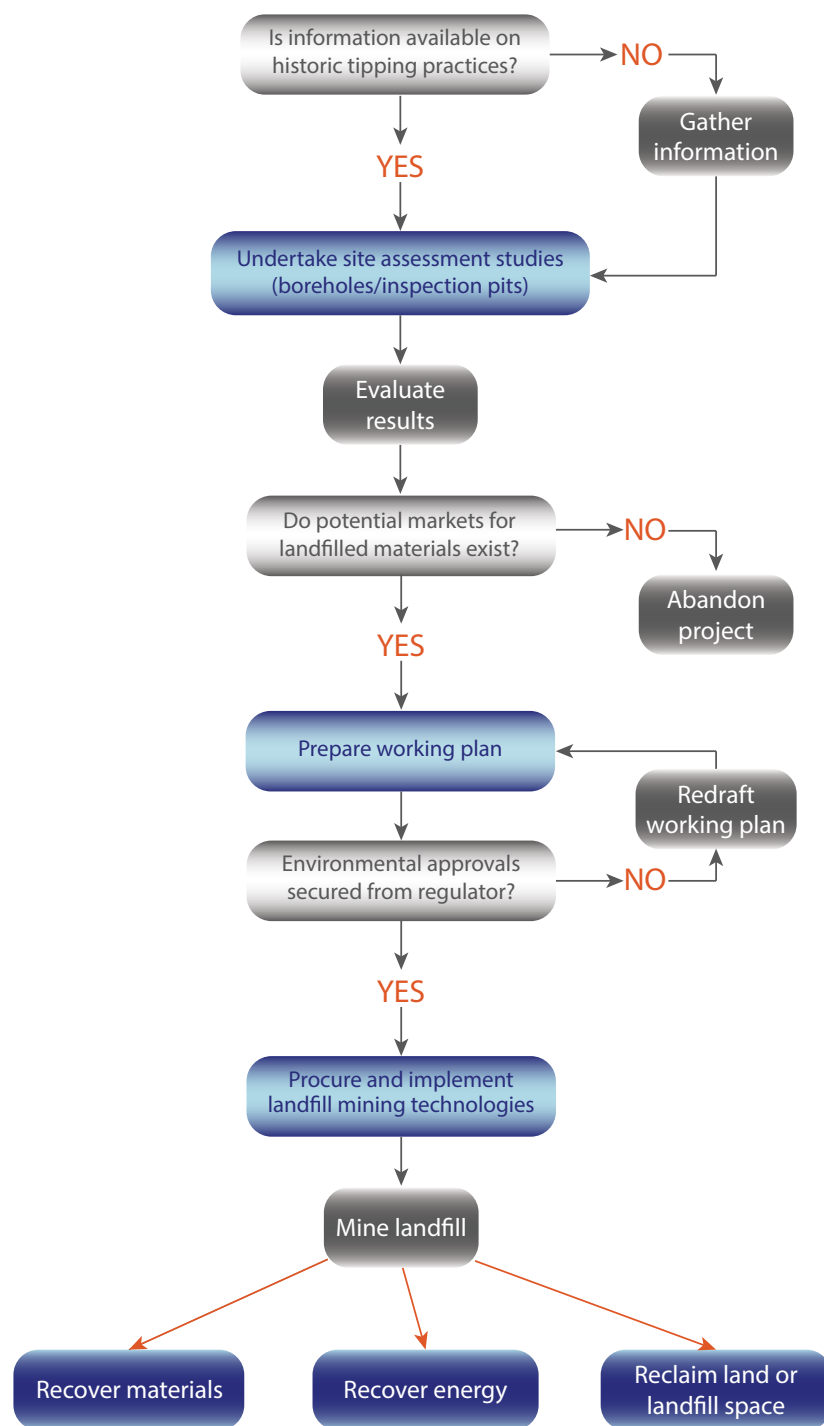 Is information available on
historic tipping practices?
NO
Gather
information
YES
Undertake site assessment studies
(boreholes/inspection pits)
Evaluate
results
Do potential markets for
landfilled materials exist?
NO
Abandon
project
YES
Prepare working plan
Redraft
working plan
Environmental approvals
secured from regulator?
NO
YES
Procure and implement
landfill mining technologies
Mine landfill
Recover materials
Recover energy
Reclaim land or
landfill space